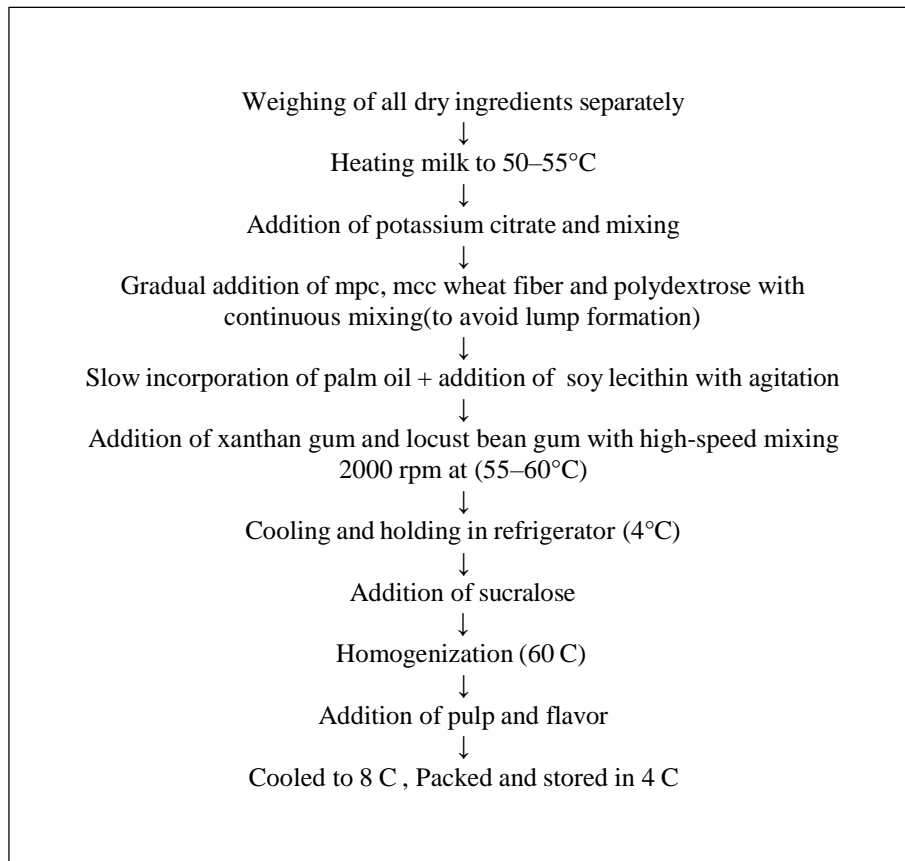 Weighing of all dry ingredients separately
↓
Heating milk to 50–55°C
↓
Addition of potassium citrate and mixing
↓
Gradual addition of mpc, mcc wheat fiber and polydextrose with
continuous mixing(to avoid lump formation)
↓
Slow incorporation of palm oil + addition of soy lecithin with agitation
↓
Addition of xanthan gum and locust bean gum with high-speed mixing
2000 rpm at (55–60°C)
↓
Cooling and holding in refrigerator (4°C)
↓
Addition of sucralose
↓
Homogenization (60 C)
↓
Addition of pulp and flavor
↓
Cooled to 8 C , Packed and stored in 4 C